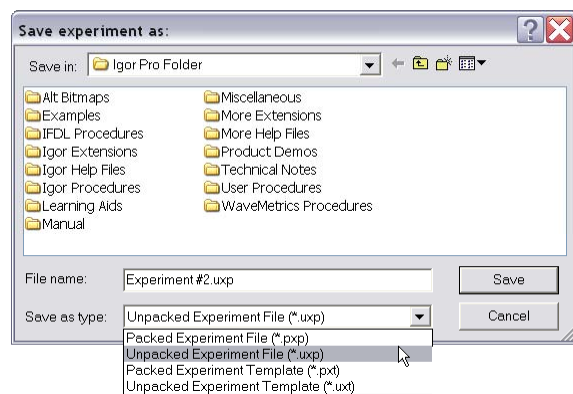 Save experiment as:
Save in: Igor Pro Folder
Alt Bitmaps
Examples
IFDL Procedures
Igor Extensions
Igor Help Files
Igor Procedures
Learning Aids
Manual
Miscellaneous
More Extensions
More Help Files
Product Demos
Technical Notes
User Procedures
WaveMetrics Procedures
File name: Experiment #2.uxp
Save
Save as type: Unpacked Experiment File (*.uxp)
Cancel
Packed Experiment File (*.pxp)
Unpacked Experiment File (*.uxp)
Packed Experiment Template (*.pxt)
Unpacked Experiment Template (*.uxt)